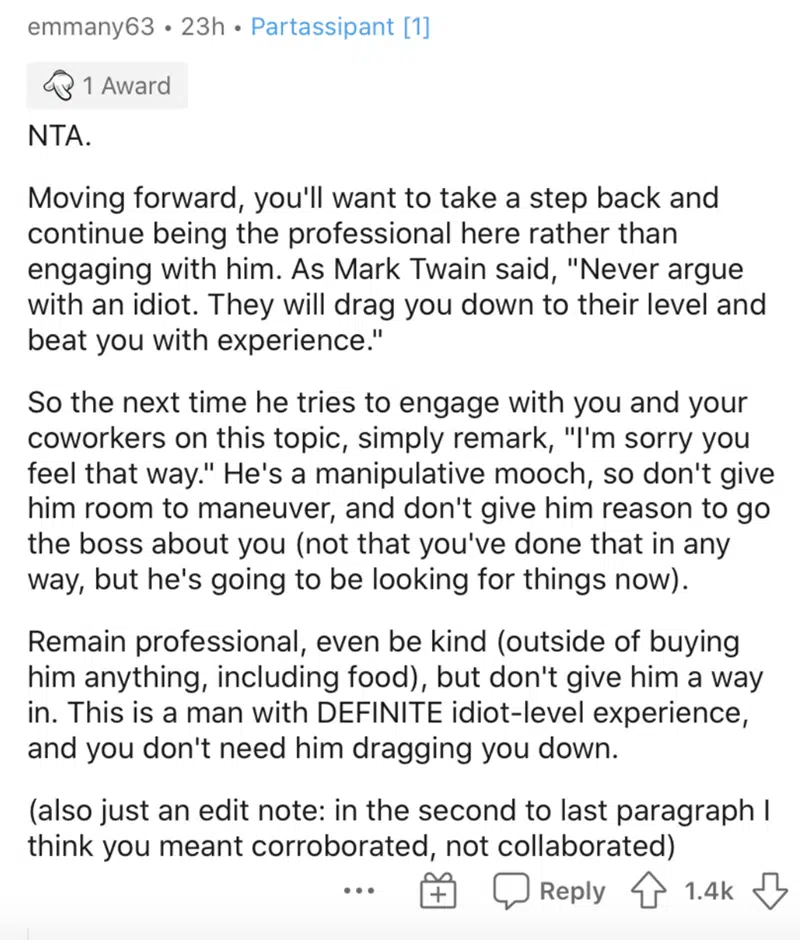 emmany63 • 23h • Partassipant [1]
1 Award
NTA.
Moving forward, you'll want to take a step back and
continue being the professional here rather than
engaging with him. As Mark Twain said, "Never argue
with an idiot. They will drag you down to their level and
beat you with experience."
So the next time he tries to engage with you and your
coworkers on this topic, simply remark, "I'm sorry you
feel that way." He's a manipulative mooch, so don't give
him room to maneuver, and don't give him reason to go
the boss about you (not that you've done that in any
way, but he's going to be looking for things now).
Remain professional, even be kind (outside of buying
him anything, including food), but don't give him a way
in. This is a man with DEFINITE idiot-level experience,
and you don't need him dragging you down.
(also just an edit note: in the second to last paragraph I
think you meant corroborated, not collaborated)
Reply 1.4k